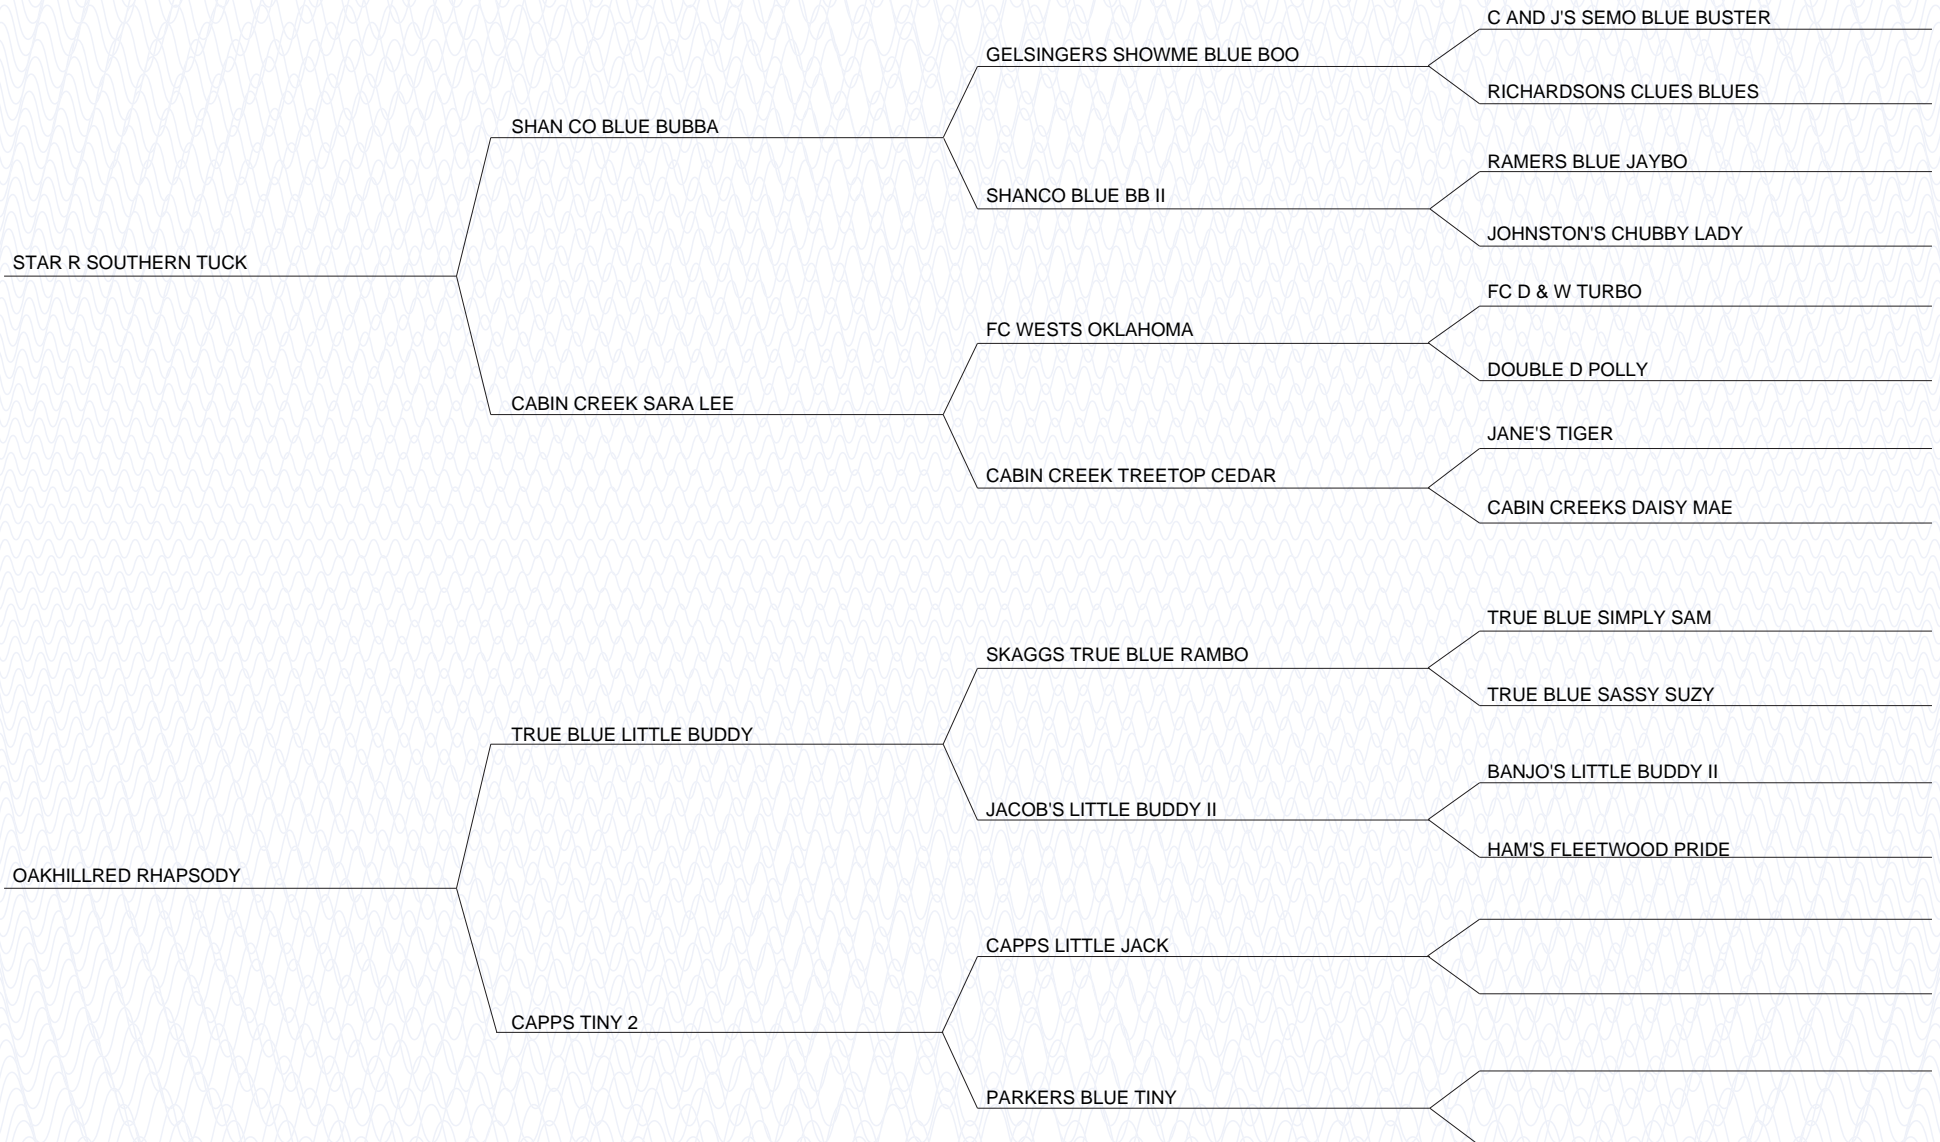 C AND J'S SEMO BLUE BUSTER
GELSINGERS SHOWME BLUE BOO
RICHARDSONS CLUES BLUES
SHAN CO BLUE BUBBA
RAMERS BLUE JAYBO
SHANCO BLUE BB II
JOHNSTON'S CHUBBY LADY
STAR R SOUTHERN TUCK
FC D & W TURBO
FC WESTS OKLAHOMA
DOUBLE D POLLY
CABIN CREEK SARA LEE
JANE'S TIGER
CABIN CREEK TREETOP CEDAR
CABIN CREEKS DAISY MAE
TRUE BLUE SIMPLY SAM
SKAGGS TRUE BLUE RAMBO
TRUE BLUE SASSY SUZY
TRUE BLUE LITTLE BUDDY
BANJO'S LITTLE BUDDY II
JACOB'S LITTLE BUDDY II
HAM'S FLEETWOOD PRIDE
OAKHILLRED RHAPSODY
CAPPS LITTLE JACK
CAPPS TINY 2
PARKERS BLUE TINY